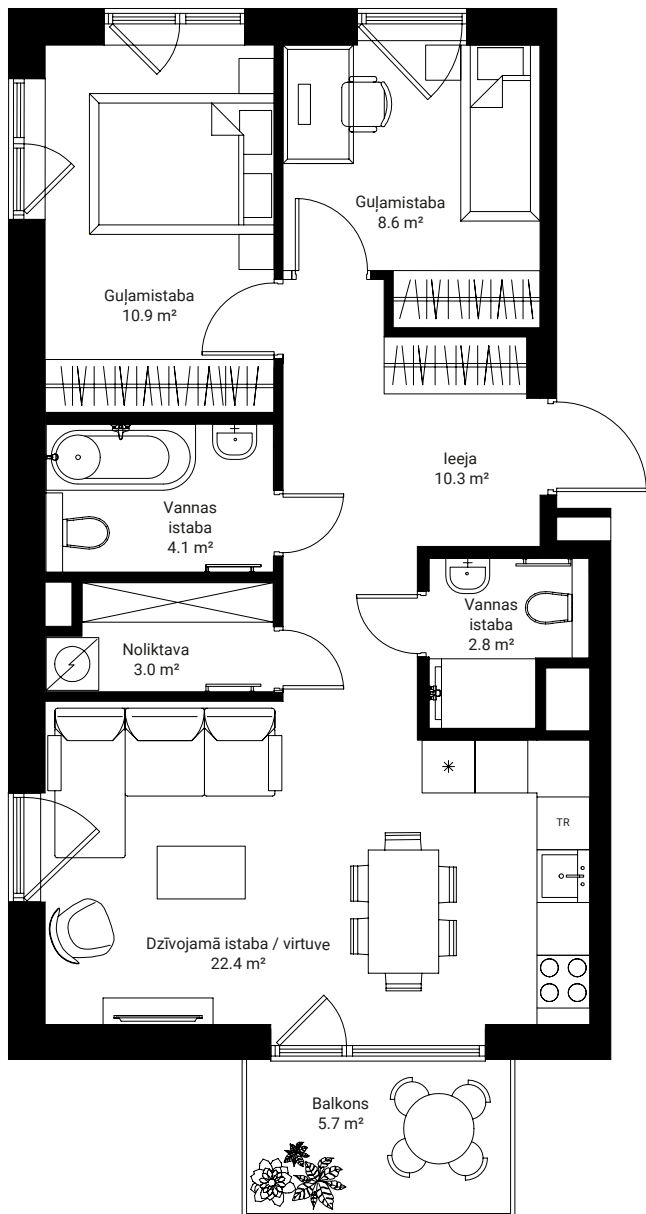 Guļamistaba
8.6 m²
Guļamistaba
10.9 m²
Ieeja
10.3 m²
Vannas
istaba
4.1 m²
Vannas
istaba
2.8 m²
Noliktava
3.0 m²
TR
Dzīvojamā istaba / virtuve
22.4 m²
Balkons
5.7 m²